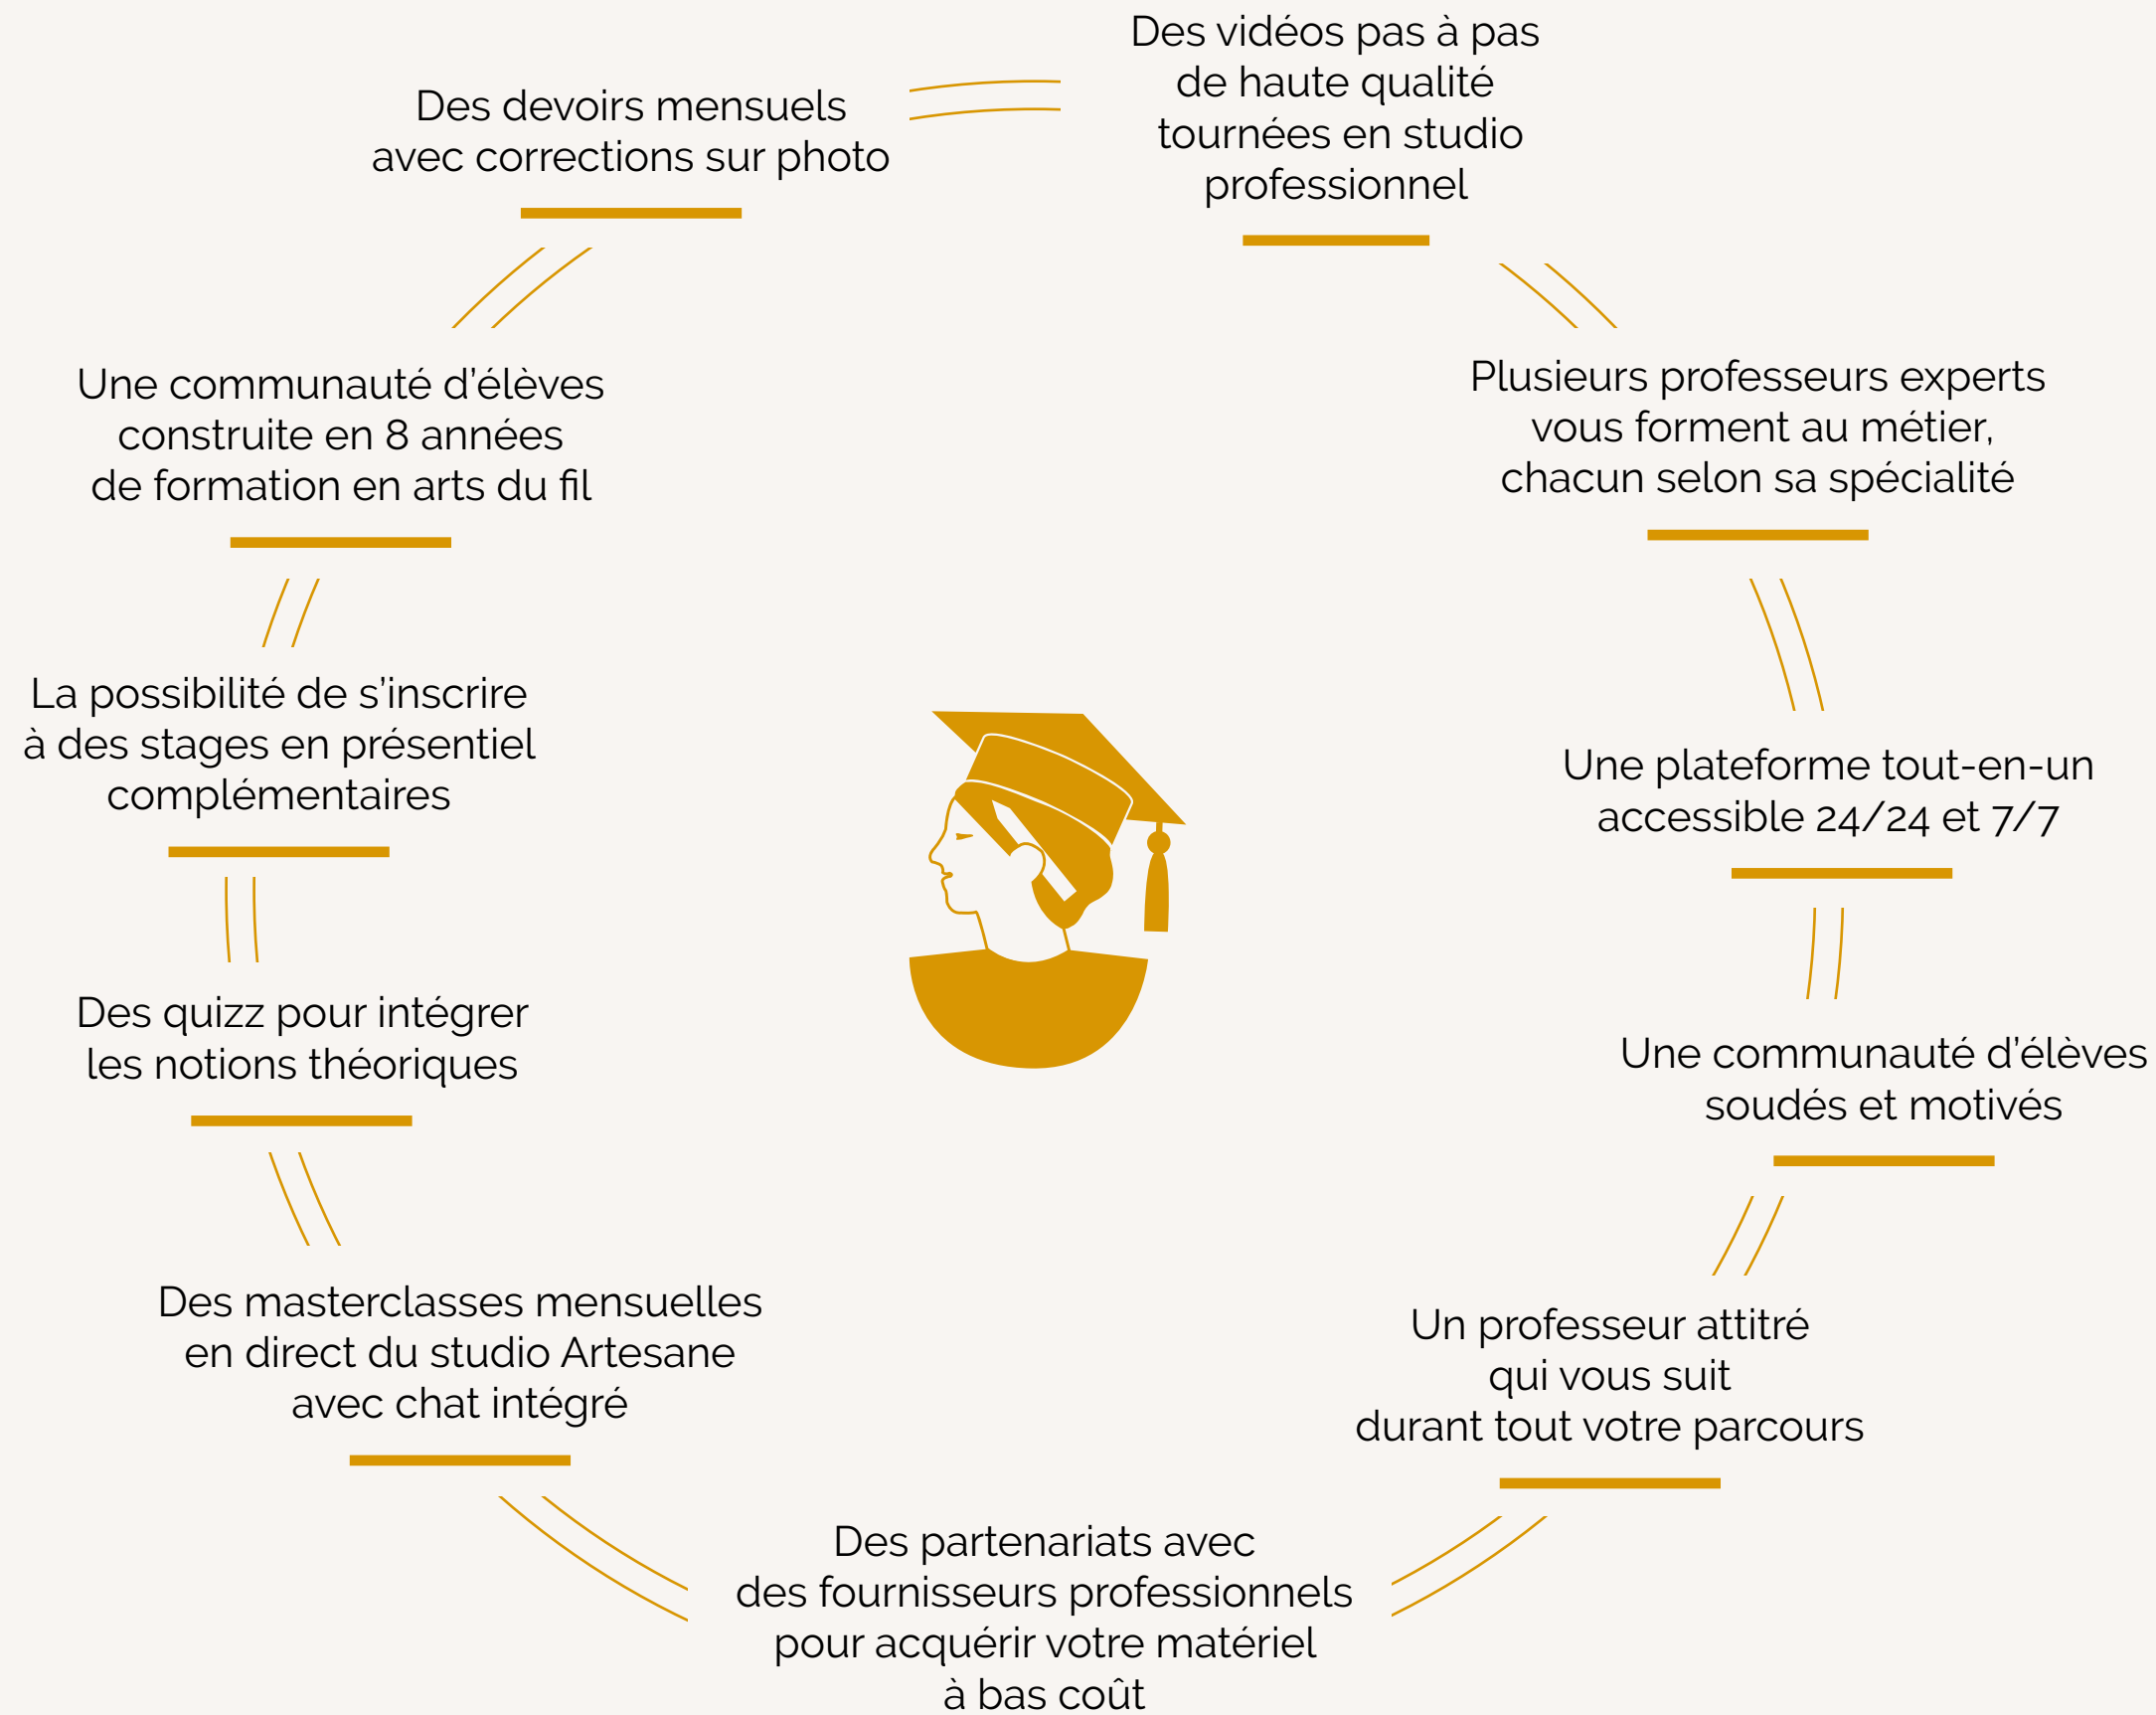 Des vidéos pas à pas
de haute qualité
tournées en studio
professionnel
Des devoirs mensuels
avec corrections sur photo
Plusieurs professeurs experts
vous forment au métier,
chacun selon sa spécialité
Une communauté d'élèves
construite en 8 années
de formation en arts du fil
La possibilité de s'inscrire
à des stages en présentiel
complémentaires
Une plateforme tout-en-un
accessible 24/24 et 7/7
Des quizz pour intégrer
les notions théoriques
Une communauté d'élèves
soudés et motivés
Des masterclasses mensuelles
en direct du studio Artesane
avec chat intégré
Un professeur attitré
qui vous suit
durant tout votre parcours
Des partenariats avec
des fournisseurs professionnels
pour acquérir votre matériel
à bas coût